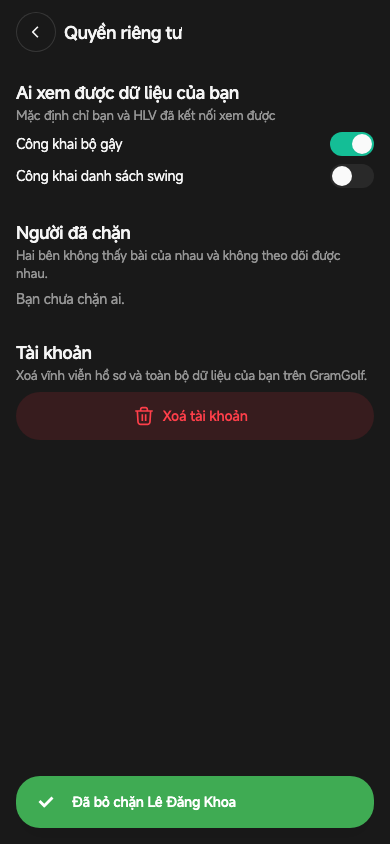 Quyền riêng tư
Ai xem được dữ liệu của bạn
Mặc định chỉ bạn và HLV đã kết nối xem được
Công khai bộ gậy
Công khai danh sách swing
Người đã chặn
Hai bên không thấy bài của nhau và không theo dõi được
nhau.
Bạn chưa chặn ai.
Tài khoản
Xoá vĩnh viễn hồ sơ và toàn bộ dữ liệu của bạn trên GramGolf.
Xoá tài khoản
Đã bỏ chặn Lê Đăng Khoa